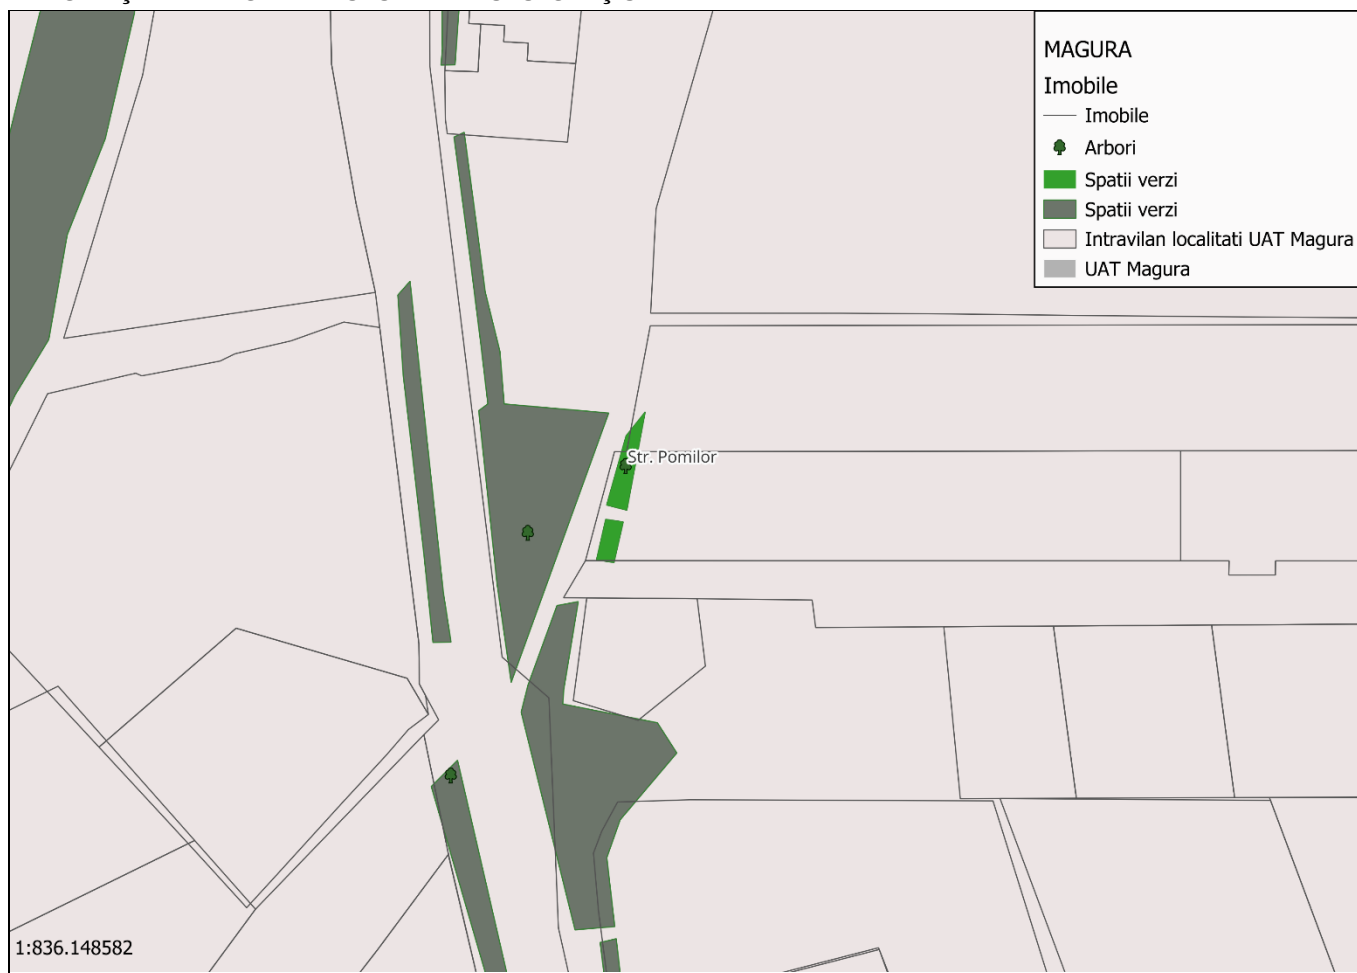 MAGURA
Imobile
Imobile
Arbori
Spatii verzi
Spatii verzi
Intravilan localitati UAT Magura
UAT Magura
Str. Pomilor
1:836.148582